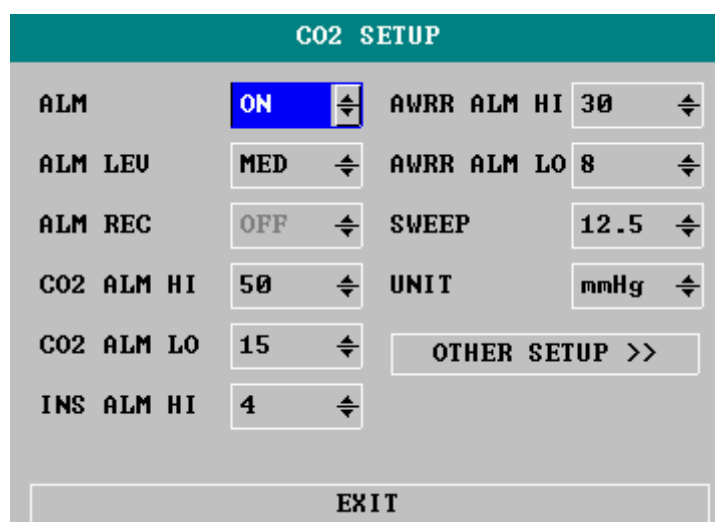 CO2 SETUP
ALM ON AWRR ALM HI 30
ALM LEV MED AWRR ALM LO 8
ALM REC OFF SWEEP 12.5
CO2 ALM HI 50 UNIT mmHg
CO2 ALM LO 15 OTHER SETUP >>
INS ALM HI 4
EXIT